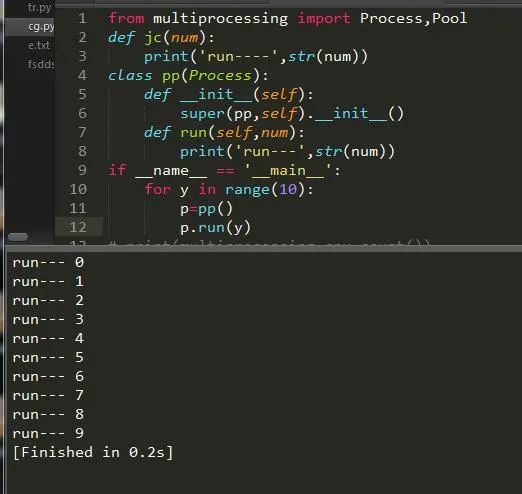 tr.py
cg.py
e.txt
fsdds
1 from multiprocessing import Process,Pool
2 def jc(num):
3     print('run----',str(num))
4 class pp(Process):
5     def __init__(self):
6         super(pp,self).__init__()
7     def run(self,num):
8         print('run---',str(num))
9 if __name__ == '__main__':
10     for y in range(10):
11         p=pp()
12         p.run(y)
run--- 0
run--- 1
run--- 2
run--- 3
run--- 4
run--- 5
run--- 6
run--- 7
run--- 8
run--- 9
[Finished in 0.2s]